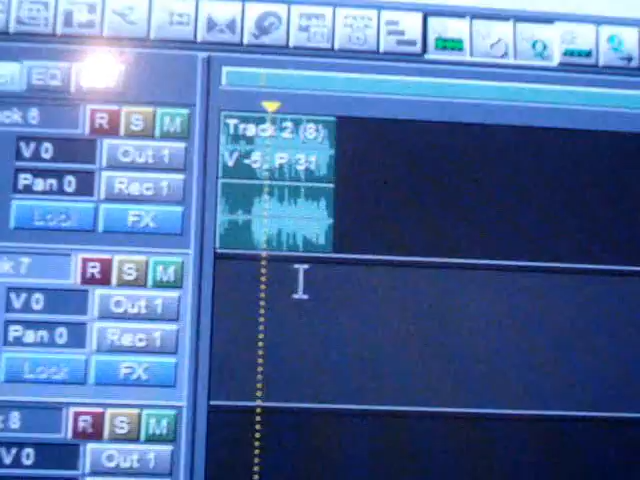 EQ
ck 6 R S M
V 0 Out 1
Pan 0 Rec 1
Lock FX
Track 2 (8)
V -5, P 31
k 7 R S M
V 0 Out 1
Pan 0 Rec 1
Lock FX
8 R S M
V 0 Out 1